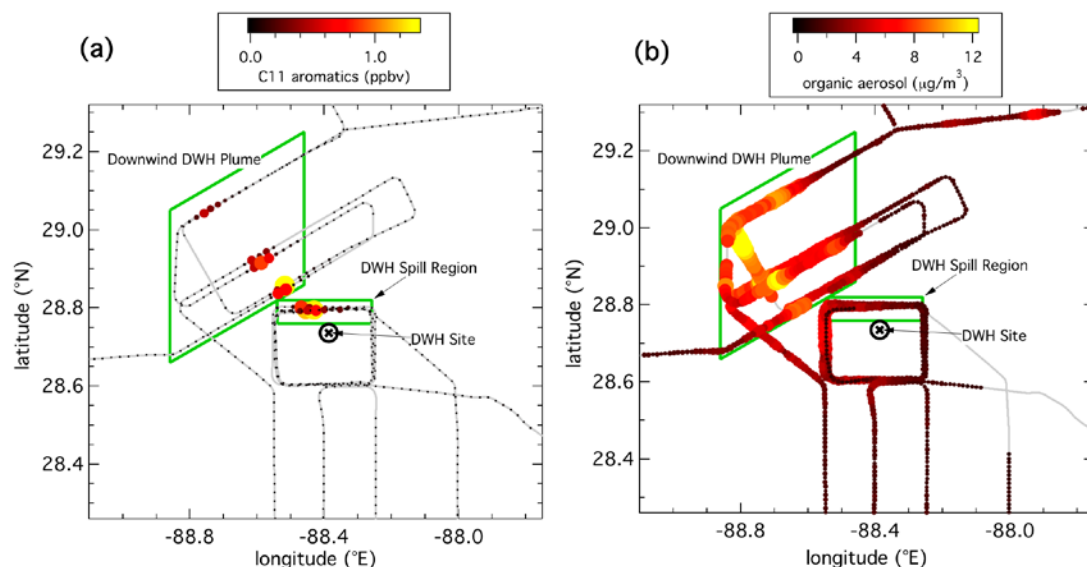 (a)
0.0 1.0
C11 aromatics (ppbv)
29.2
29.0
28.8
28.6
28.4
latitude (°N)
Downwind DWH Plume
DWH Spill Region
DWH Site
-88.8 -88.4 -88.0
longitude (°E)
(b)
0 4 8 12
organic aerosol (µg/m³)
29.2
29.0
28.8
28.6
28.4
latitude (°N)
Downwind DWH Plume
DWH Spill Region
DWH Site
-88.8 -88.4 -88.0
longitude (°E)